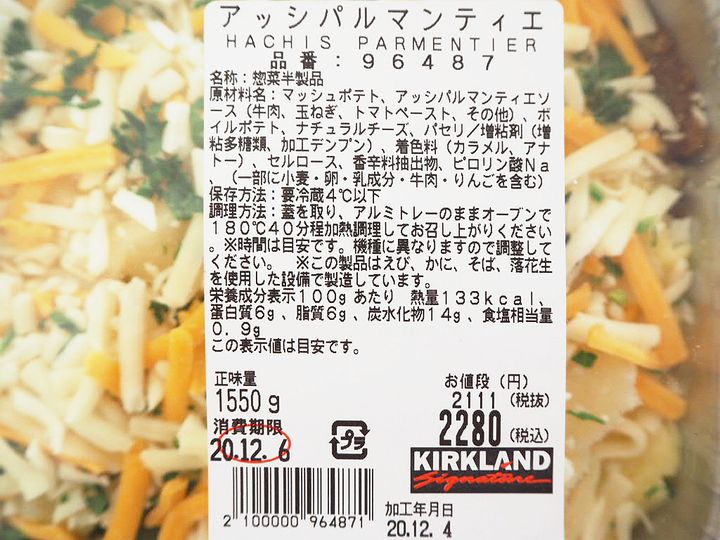 アッシパルマンティエ
HACHIS PARMENTIER
品番：96487
名称：惣菜半製品
原材料名：マッシュポテト、アッシパルマンティエソ
ース（牛肉、玉ねぎ、トマトペースト、その他）、ボ
イルポテト、ナチュラルチーズ、パセリ／増粘剤（増
粘多糖類、加工デンプン）、着色料（カラメル、アナ
トー）、セルロース、香辛料抽出物、ピロリン酸Ｎａ
、（一部に小麦・卵・乳成分・牛肉・りんごを含む）
保存方法：要冷蔵４℃以下
調理方法：蓋を取り、アルミトレーのままオーブンで
１８０℃４０分程加熱調理してお召し上がりください
。※時間は目安です。機種に異なりますので調整して
ください。　※この製品はえび、かに、そば、落花生
を使用した設備で製造しています。
栄養成分表示１００ｇあたり　熱量１３３ｋｃａｌ、
蛋白質６ｇ、脂質６ｇ、炭水化物１４ｇ、食塩相当量
０．９ｇ
この表示値は目安です。
正味量
1550 g
お値段（円）
2111（税抜）
2280（税込）
消費期限
20.12. 6
プラ
KIRKLAND
Signature
2 100000 964871
加工年月日
20.12. 4